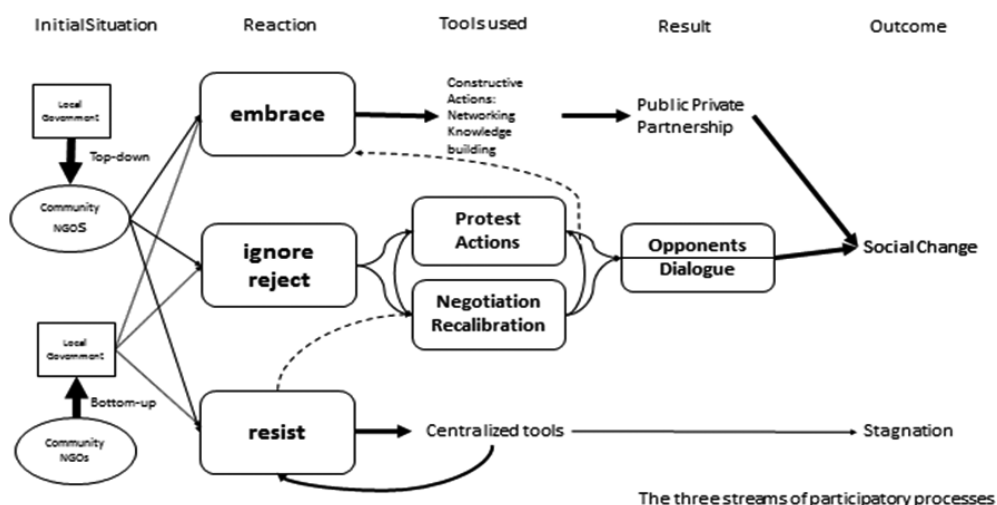 InitialSituation
Reaction
Tools used
Result
Outcome
Local
Government
Top-down
Community
NGOS
embrace
Constructive
Actions:
Networking
Knowledge
building
Public Private
Partnership
ignore
reject
Protest
Actions
Negotiation
Recalibration
Opponents
Dialogue
Social Change
Local
Government
Bottom-up
Community
NGOs
resist
Centralized tools
Stagnation
The three streams of participatory processes